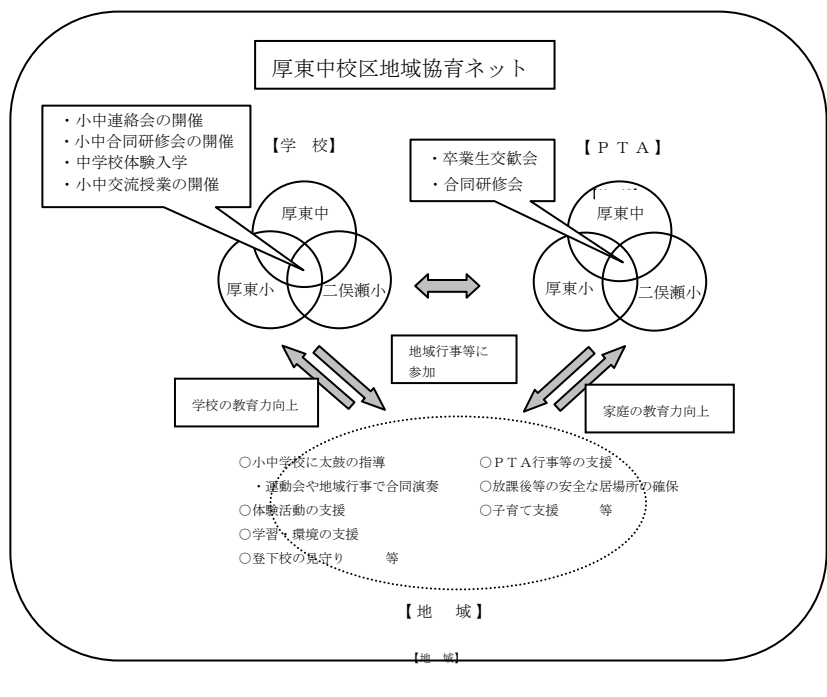 厚東中校区地域協育ネット
・小中連絡会の開催
・小中合同研修会の開催
・中学校体験入学
・小中交流授業の開催
【学　校】
・卒業生交歓会
・合同研修会
【ＰＴＡ】
厚東中
厚東小
二俣瀬小
厚東中
厚東小
二俣瀬小
地域行事等に
参加
学校の教育力向上
家庭の教育力向上
○小中学校に太鼓の指導
・運動会や地域行事で合同演奏
○体験活動の支援
○学習・環境の支援
○登下校の見守り　　　等
○ＰＴＡ行事等の支援
○放課後等の安全な居場所の確保
○子育て支援　　　等
【地　域】
【地　域】